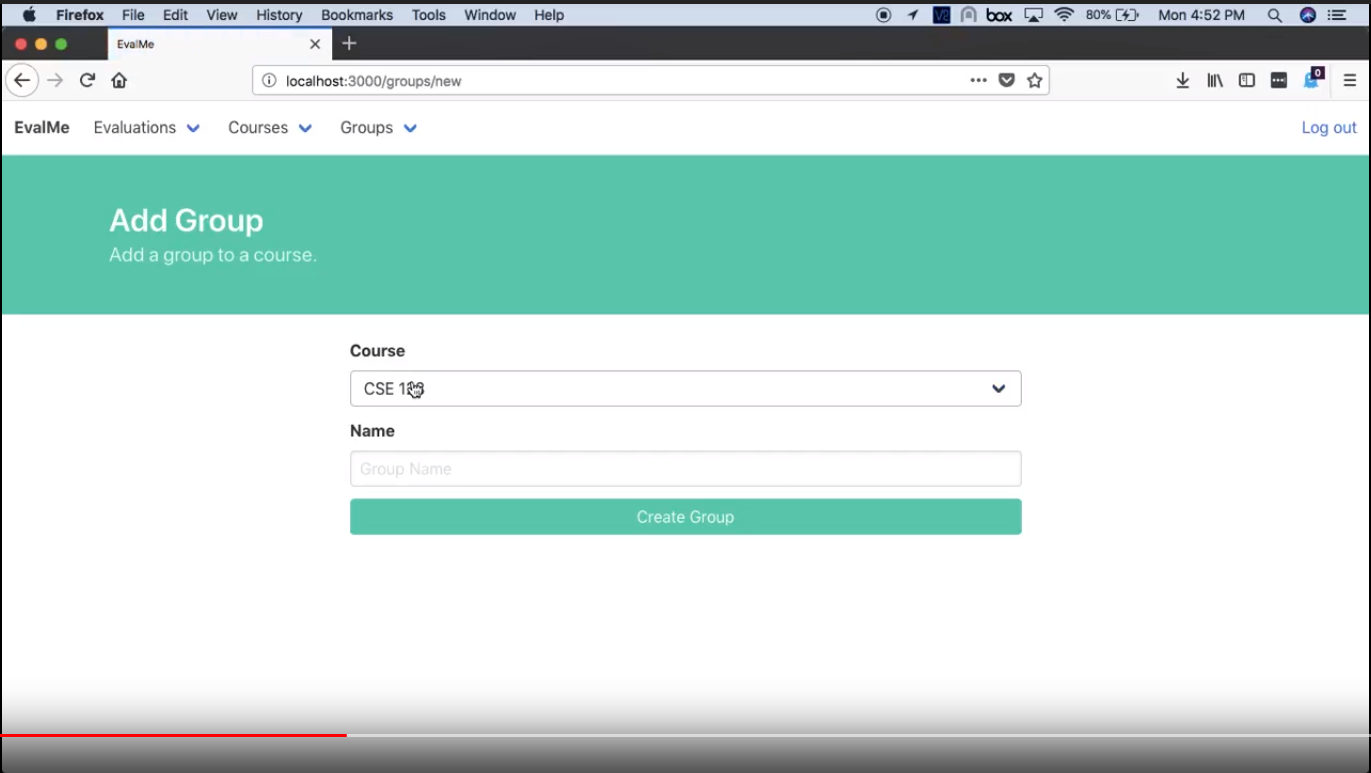 Firefox File Edit View History Bookmarks Tools Window Help box 80% Mon 4:52 PM
EvalMe
localhost:3000/groups/new
0
EvalMe Evaluations Courses Groups Log out
Add Group
Add a group to a course.
Course
CSE
Name
Group Name
Create Group